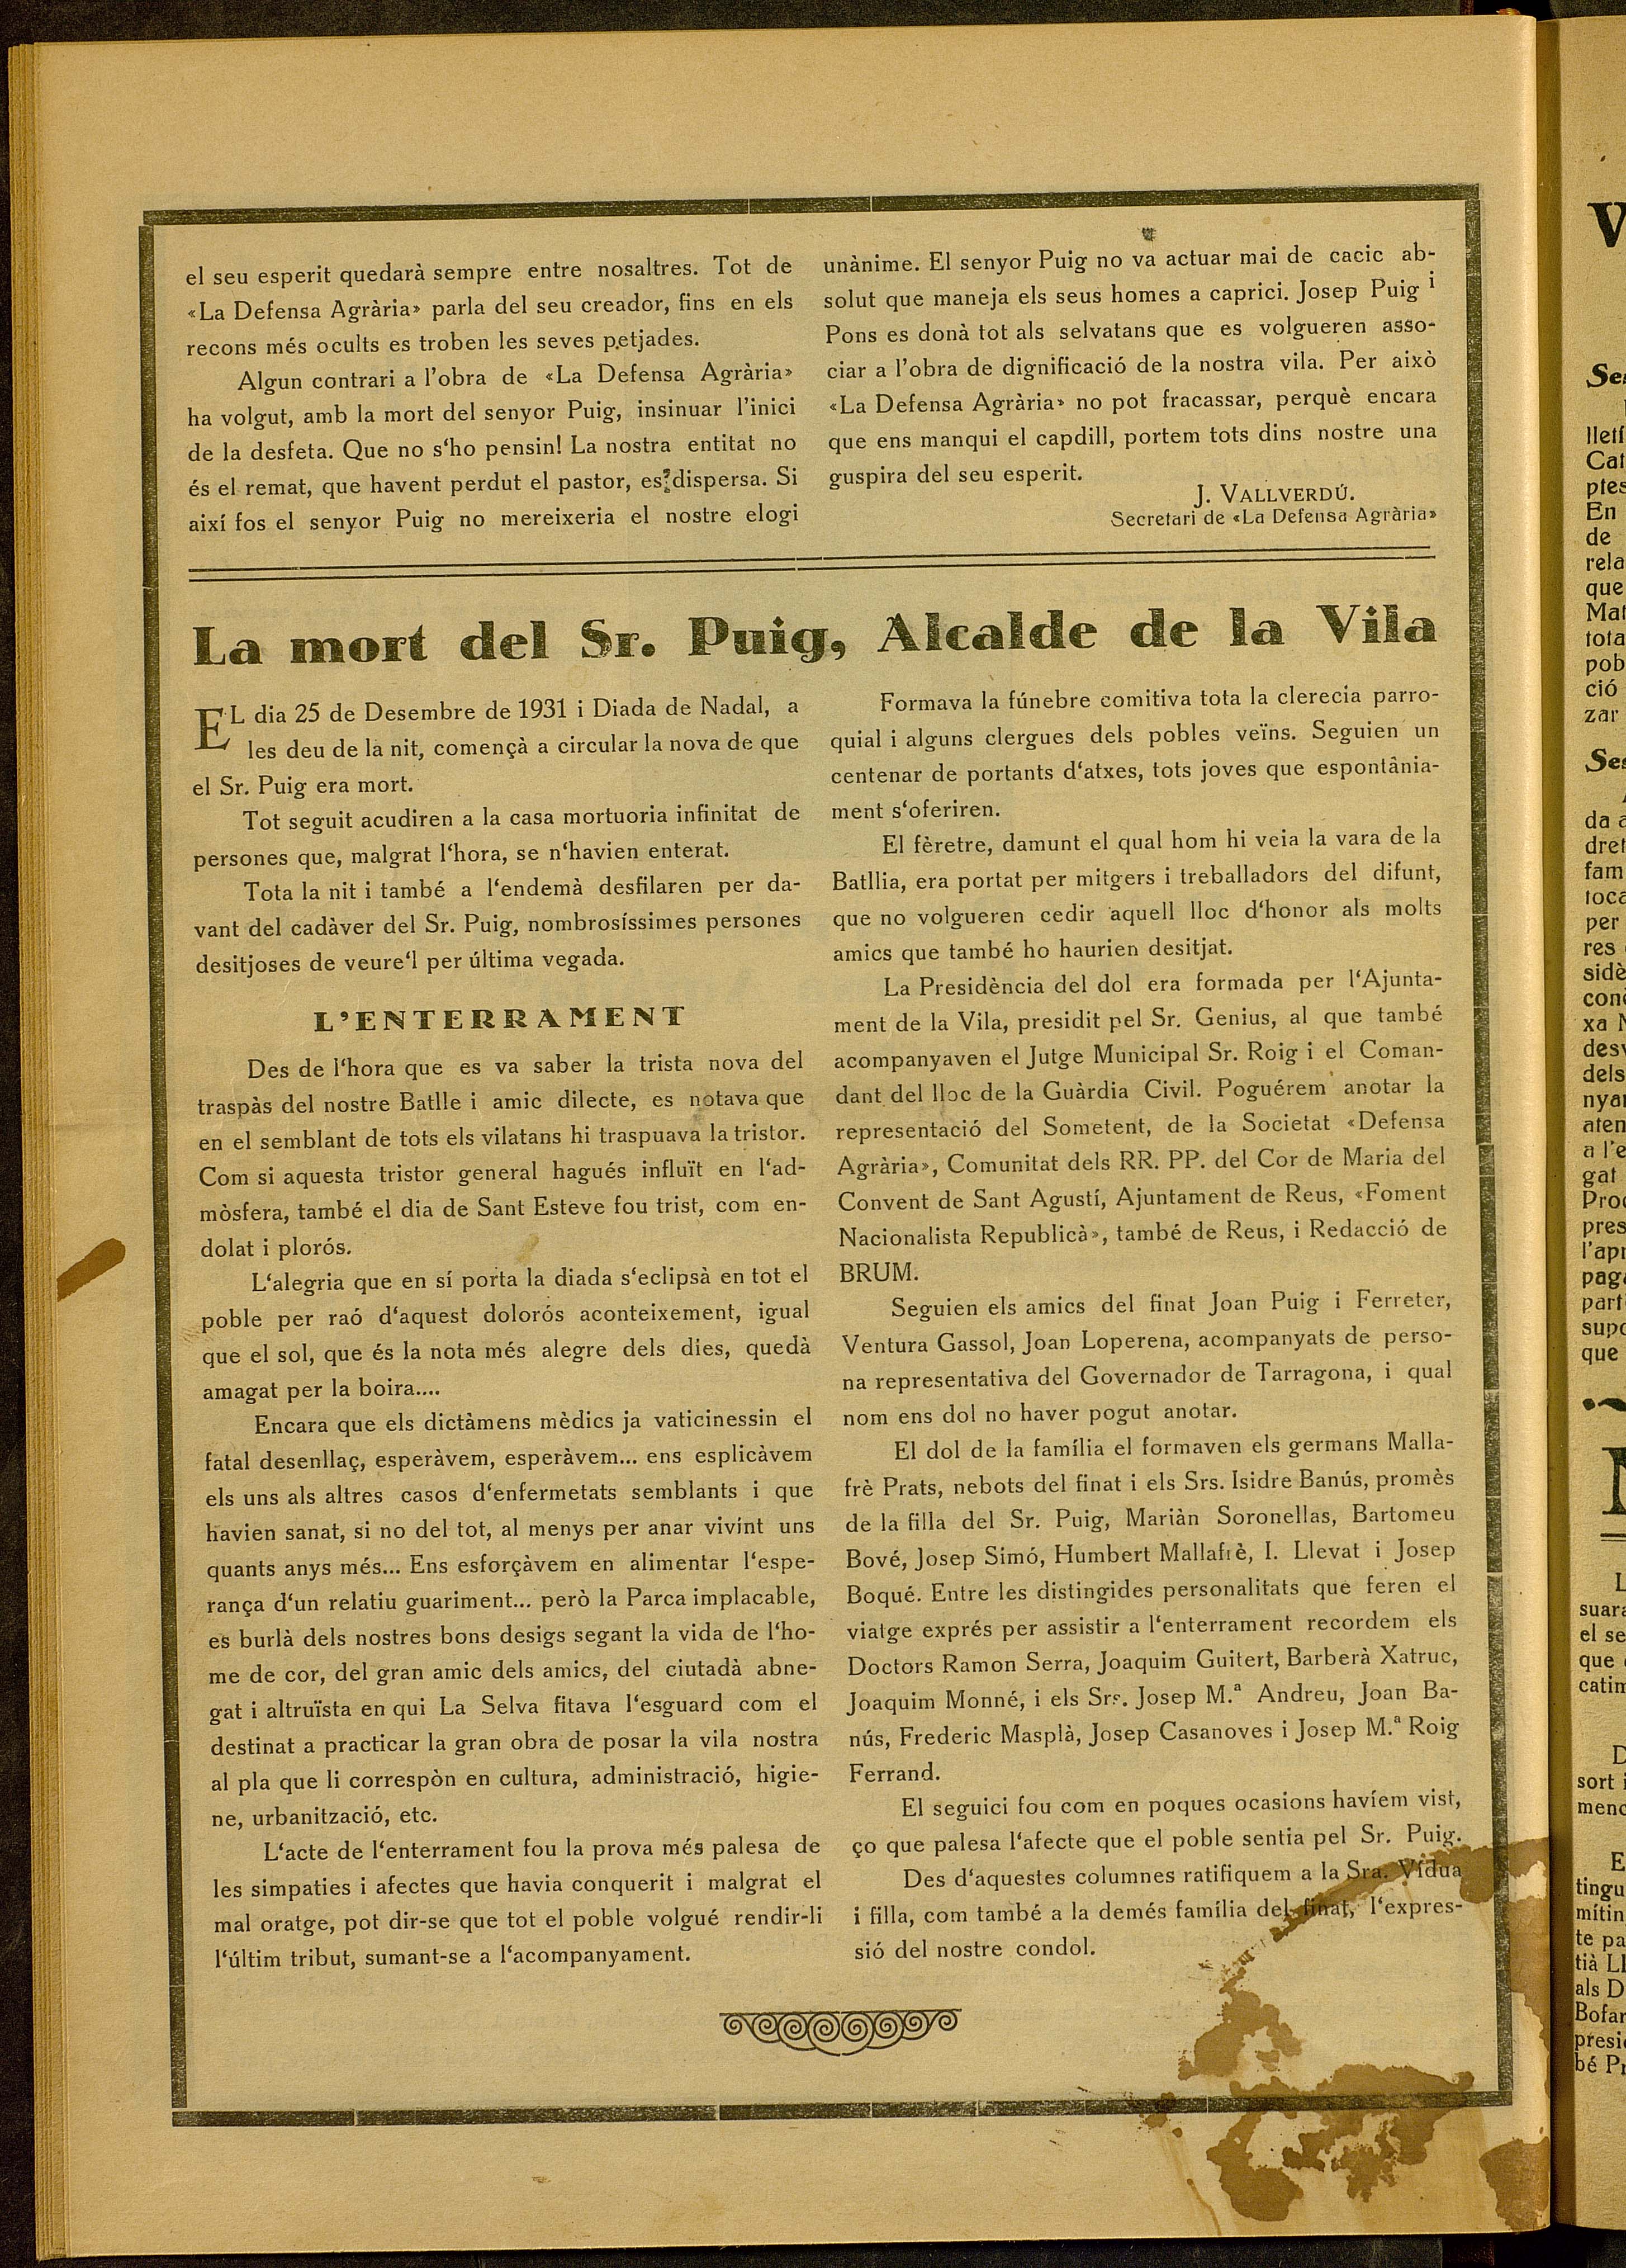 el seu esperit quedarà sempre entre nosaltres. Tot de
«La Defensa Agrària» parla del seu creador, fins en els
recons més ocults es troben les seves petjades.
Algun contrari a l'obra de «La Defensa Agrària»
ha volgut, amb la mort del senyor Puig, insinuar l'inici
de la desfeta. Que no s'ho pensin! La nostra entitat no
és el remat, que havent perdut el pastor, es dispersa. Si
així fos el senyor Puig no mereixeria el nostre elogi
unànime. El senyor Puig no va actuar mai de cacic ab-
solut que maneja els seus homes a caprici. Josep Puig i
Pons es donà tot als selvatans que es volgueren asso-
ciar a l'obra de dignificació de la nostra vila. Per això
«La Defensa Agrària» no pot fracassar, perquè encara
que ens manqui el capdill, portem tots dins nostre una
guspira del seu esperit.
J. VALLVERDÚ.
Secretari de «La Defensa Agrària»
La mort del Sr. Puig, Alcalde de la Vila
EL dia 25 de Desembre de 1931 i Diada de Nadal, a
les deu de la nit, començà a circular la nova de que
el Sr. Puig era mort.
Tot seguit acudiren a la casa mortuoria infinitat de
persones que, malgrat l'hora, se n'havien enterat.
Tota la nit i també a l'endemà desfilaren per da-
vant del cadàver del Sr. Puig, nombrosíssimes persones
desitjoses de veure'l per última vegada.
L'ENTERRAMENT
Des de l'hora que es va saber la trista nova del
traspàs del nostre Batlle i amic dilecte, es notava que
en el semblant de tots els vilatans hi traspuava la tristor.
Com si aquesta tristor general hagués influït en l'ad-
mòsfera, també el dia de Sant Esteve fou trist, com en-
dolat i plorós.
L'alegria que en sí porta la diada s'eclipsà en tot el
poble per raó d'aquest dolorós aconteixement, igual
que el sol, que és la nota més alegre dels dies, quedà
amagat per la boira....
Encara que els dictàmens mèdics ja vaticinessin el
fatal desenllaç, esperàvem, esperàvem... ens esplicàvem
els uns als altres casos d'enfermetats semblants i que
havien sanat, si no del tot, al menys per anar vivínt uns
quants anys més... Ens esforçàvem en alimentar l'espe-
rança d'un relatiu guariment... però la Parca implacable,
es burlà dels nostres bons desigs segant la vida de l'ho-
me de cor, del gran amic dels amics, del ciutadà abne-
gat i altruïsta en qui La Selva fitava l'esguard com el
destinat a practicar la gran obra de posar la vila nostra
al pla que li correspòn en cultura, administració, higie-
ne, urbanització, etc.
L'acte de l'enterrament fou la prova més palesa de
les simpaties i afectes que havia conquerit i malgrat el
mal oratge, pot dir-se que tot el poble volgué rendir-li
l'últim tribut, sumant-se a l'acompanyament.
Formava la fúnebre comitiva tota la clerecia parro-
quial i alguns clergues dels pobles veïns. Seguien un
centenar de portants d'atxes, tots joves que espontània-
ment s'oferiren.
El fèretre, damunt el qual hom hi veia la vara de la
Batllia, era portat per mitgers i treballadors del difunt,
que no volgueren cedir aquell lloc d'honor als molts
amics que també ho haurien desitjat.
La Presidència del dol era formada per l'Ajunta-
ment de la Vila, presidit pel Sr. Genius, al que també
acompanyaven el Jutge Municipal Sr. Roig i el Coman-
dant del lloc de la Guàrdia Civil. Poguérem anotar la
representació del Sometent, de la Societat «Defensa
Agrària», Comunitat dels RR. PP. del Cor de Maria del
Convent de Sant Agustí, Ajuntament de Reus, «Foment
Nacionalista Republicà», també de Reus, i Redacció de
BRUM.
Seguien els amics del finat Joan Puig i Ferreter,
Ventura Gassol, Joan Loperena, acompanyats de perso-
na representativa del Governador de Tarragona, i qual
nom ens dol no haver pogut anotar.
El dol de la família el formaven els germans Malla-
frè Prats, nebots del finat i els Srs. Isidre Banús, promès
de la filla del Sr. Puig, Mariàn Soronellas, Bartomeu
Bové, Josep Simó, Humbert Mallafrè, I. Llevat i Josep
Boqué. Entre les distingides personalitats que feren el
viatge exprés per assistir a l'enterrament recordem els
Doctors Ramon Serra, Joaquim Guitert, Barberà Xatruc,
Joaquim Monné, i els Srs. Josep M.ª Andreu, Joan Ba-
nús, Frederic Masplà, Josep Casanoves i Josep M.ª Roig
Ferrand.
El seguici fou com en poques ocasions havíem vist,
ço que palesa l'afecte que el poble sentia pel Sr. Puig.
Des d'aquestes columnes ratifiquem a la Sra. Vídua
i filla, com també a la demés família del finat, l'expres-
sió del nostre condol.